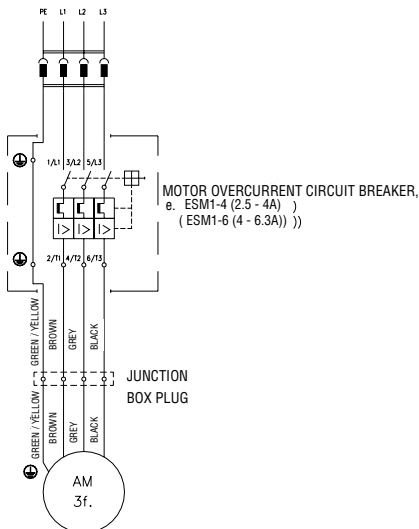 PE L1 L2 L3
1/L1 3/L2 5/L3
MOTOR OVERCURRENT CIRCUIT BREAKER,
e. ESM1-4 (2.5 - 4A) )
( ESM1-6 (4 - 6.3A)) ))
I> I> I>
2/T1 4/T2 6/T3
GREEN / YELLOW
BROWN
GREY
BLACK
JUNCTION
BOX PLUG
GREEN / YELLOW
BROWN
GREY
BLACK
AM
3f.